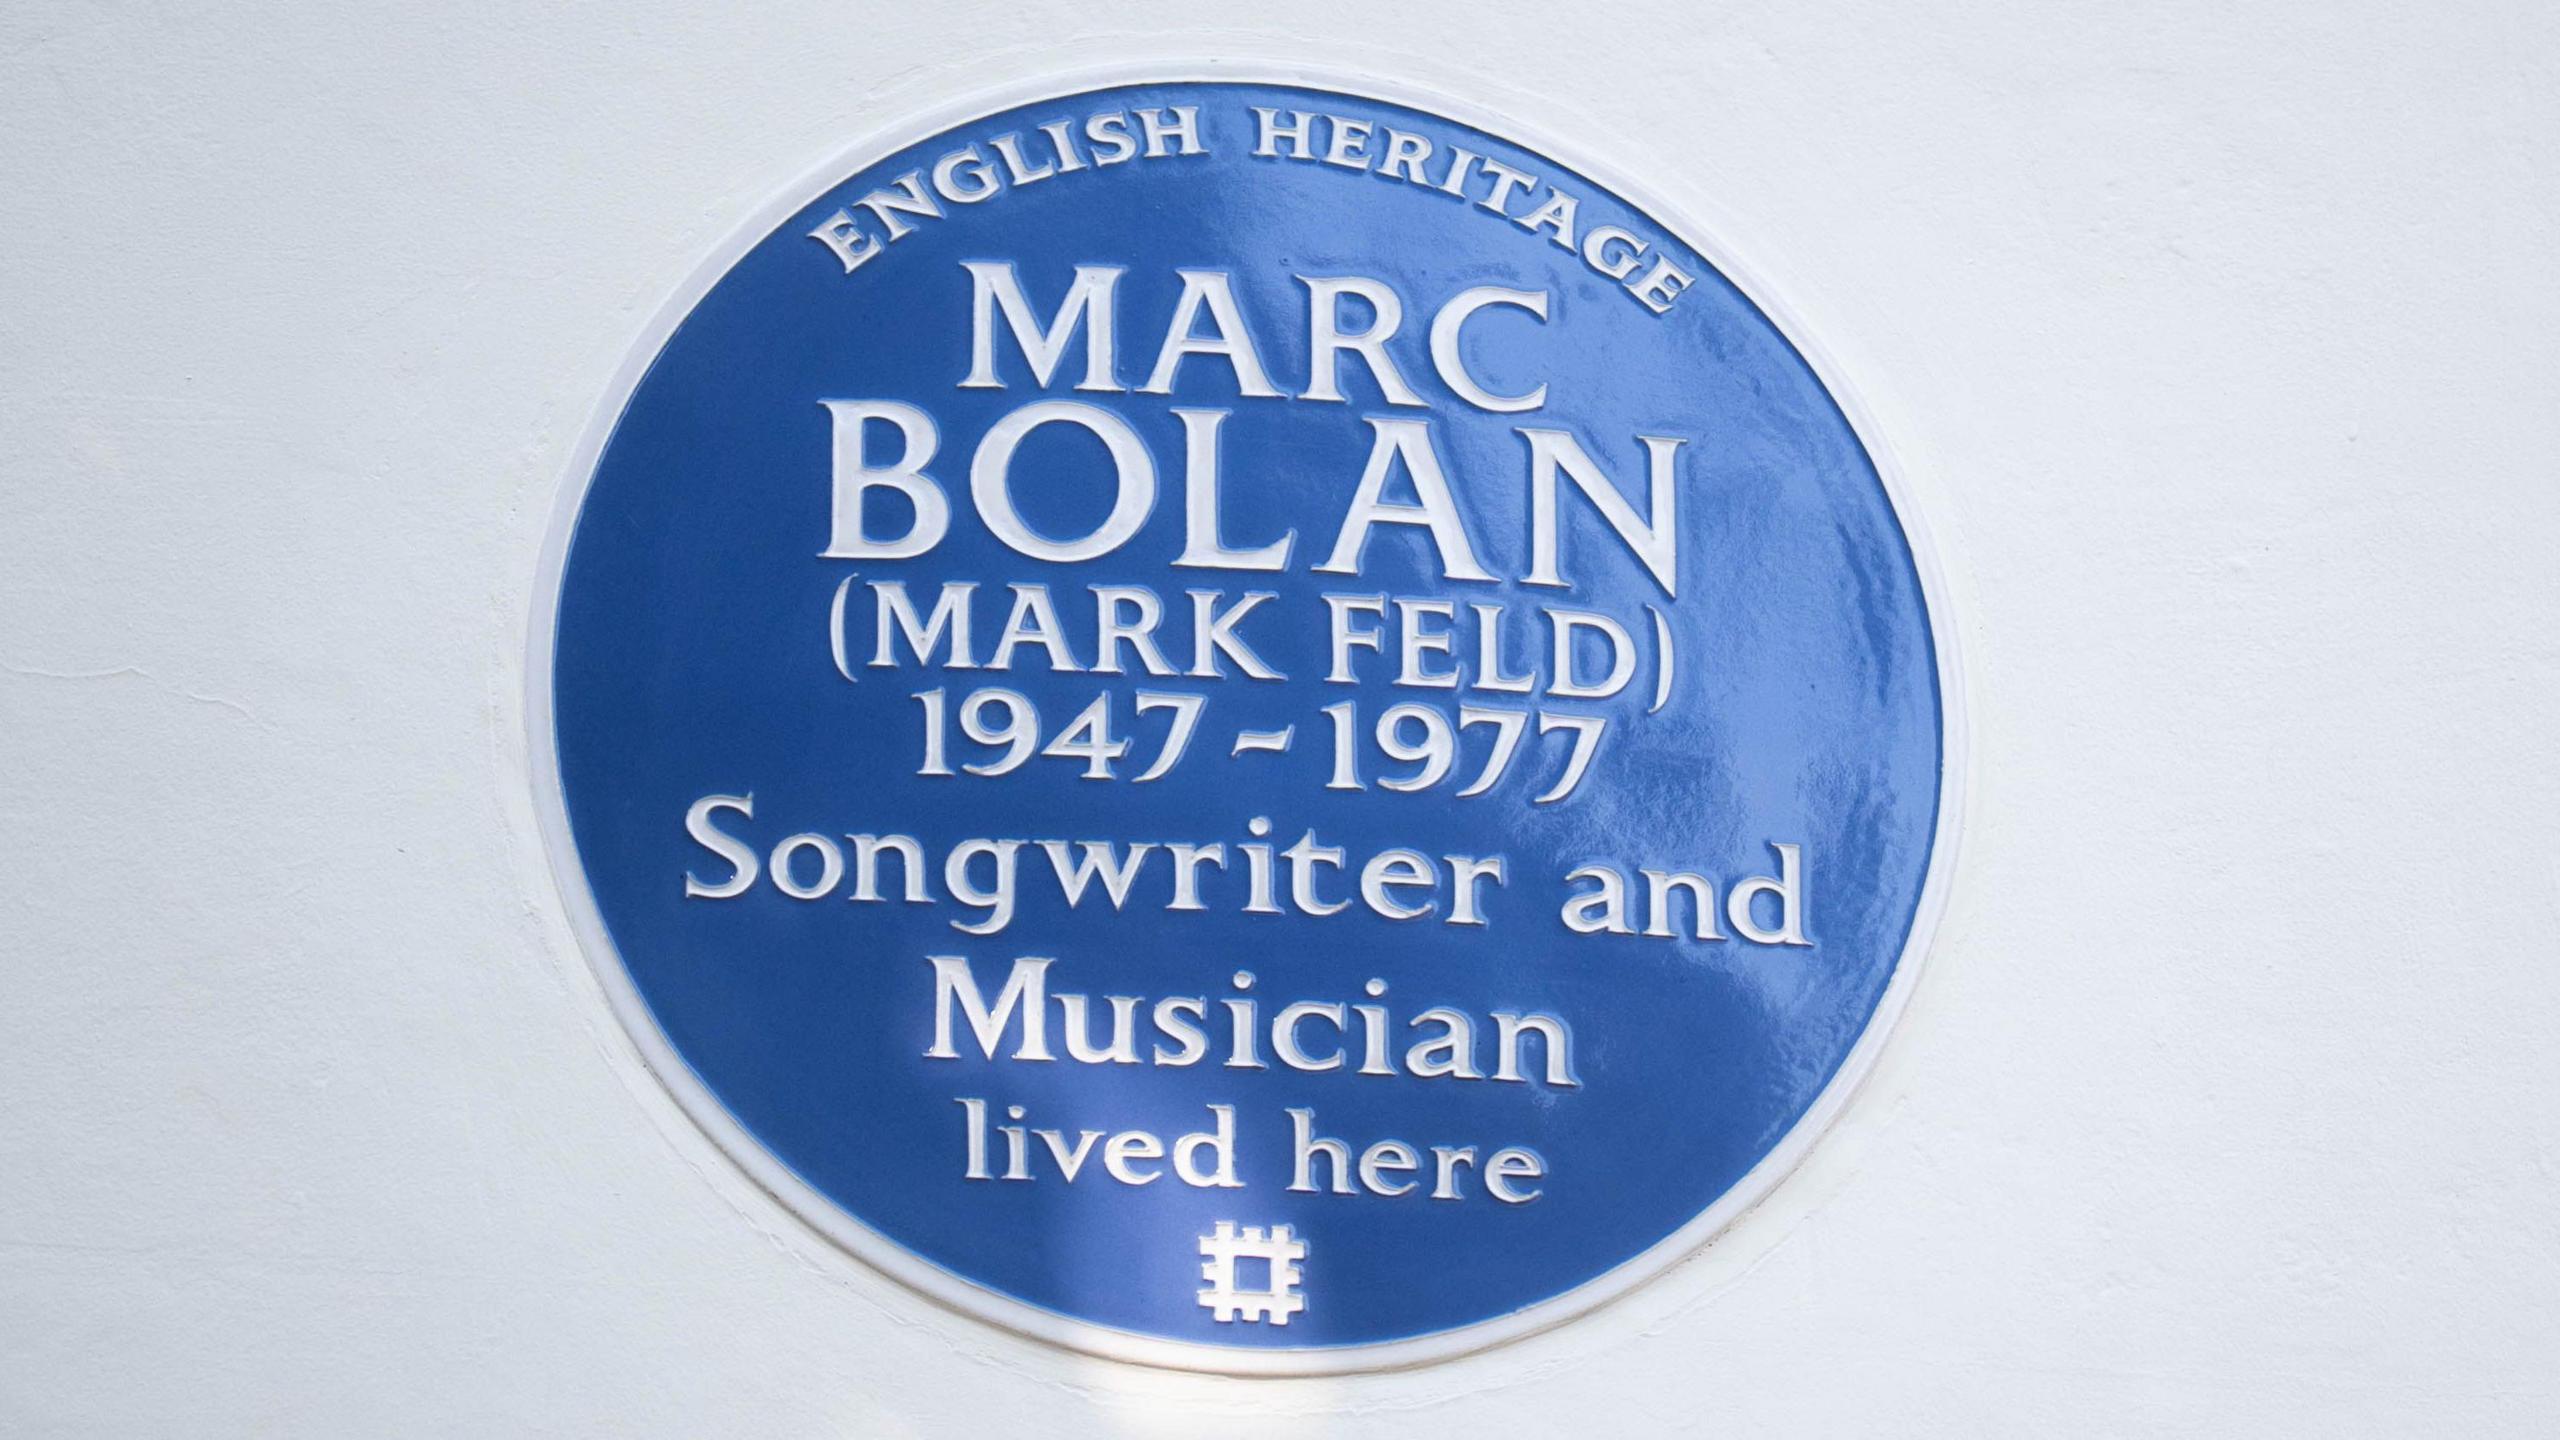 ENGLISH HERITAGE
MARC
BOLAN
(MARK FELD)
1947 - 1977
Songwriter and
Musician
lived here